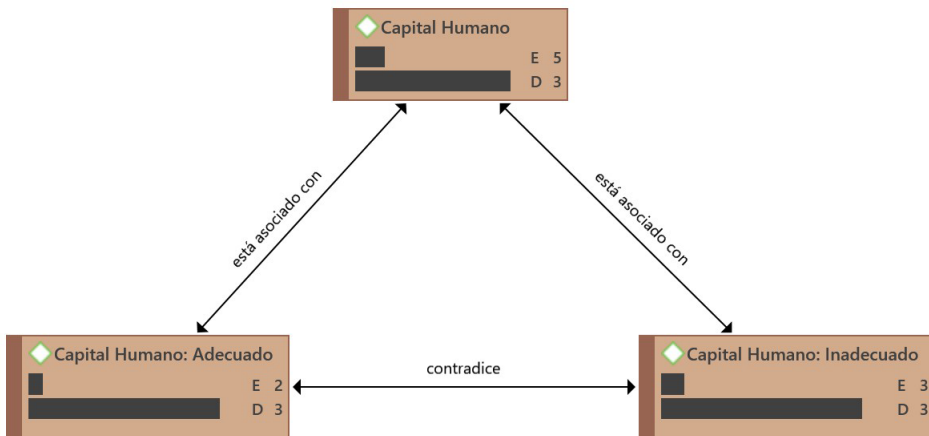 Capital Humano
E 5
D 3
está asociado con
está asociado con
Capital Humano: Adecuado
E 2
D 3
contradice
Capital Humano: Inadecuado
E 3
D 3